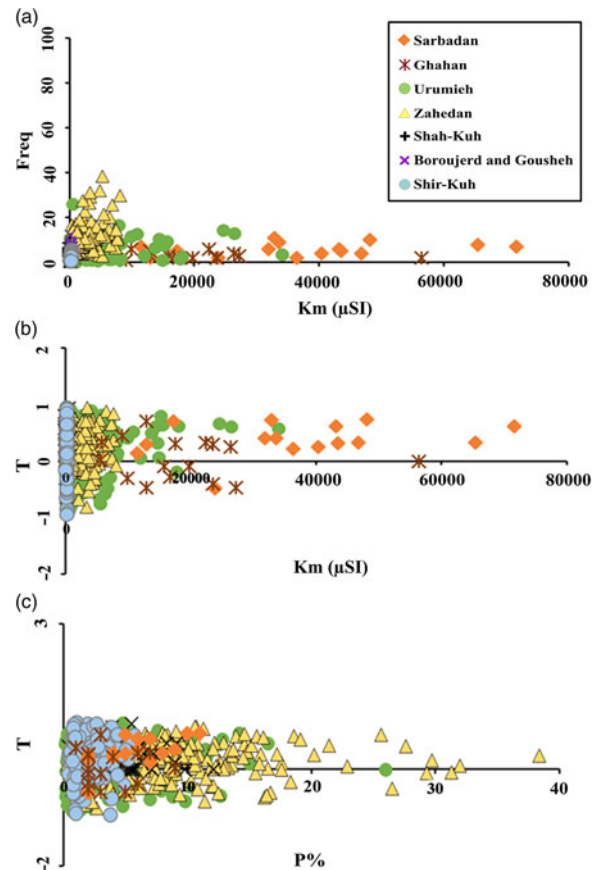 (a)
100
80
60
40
20
0
Freq
0
20000
40000
60000
80000
Km (µSI)
Sarbadan
Ghahan
Urumieh
Zahedan
Shah-Kuh
Boroujerd and Gousheh
Shir-Kuh
(b)
2
1
0
-1
-2
T
0
20000
40000
60000
80000
Km (µSI)
(c)
3
-2
T
0
10
20
30
40
P%